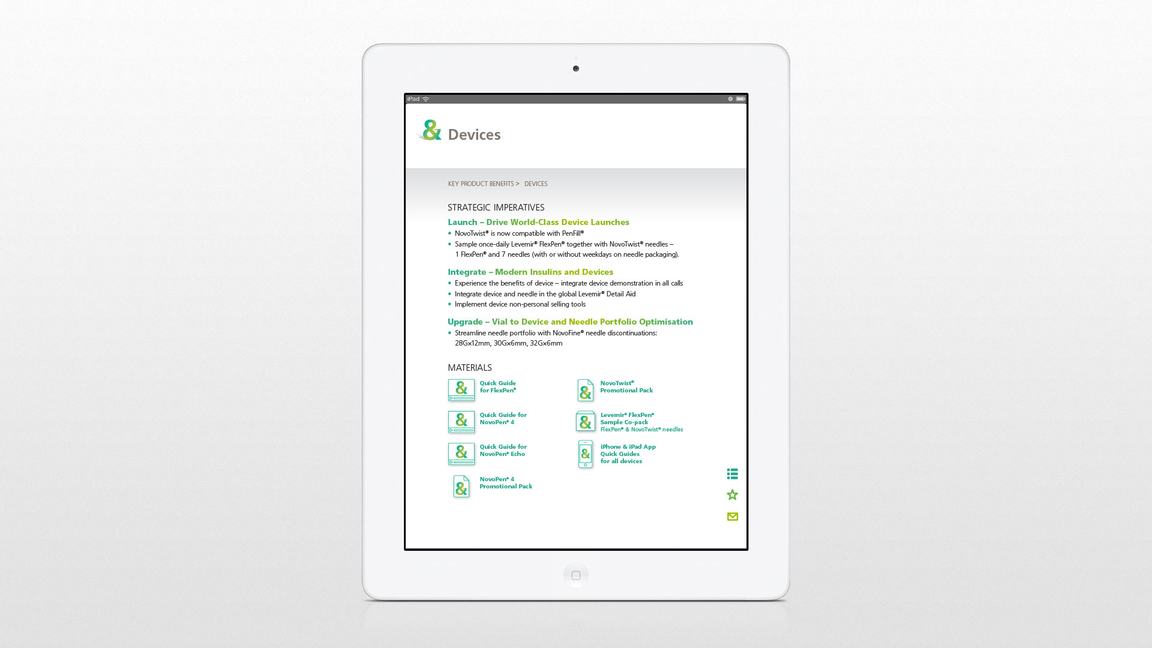 iPad
& Devices
KEY PRODUCT BENEFITS > DEVICES
STRATEGIC IMPERATIVES
Launch – Drive World-Class Device Launches
• NovoTwist® is now compatible with PenFill®
• Sample once-daily Levemir® FlexPen® together with NovoTwist® needles –
1 FlexPen® and 7 needles (with or without weekdays on needle packaging).
Integrate – Modern Insulins and Devices
• Experience the benefits of device – integrate device demonstration in all calls
• Integrate device and needle in the global Levemir® Detail Aid
• Implement device non-personal selling tools
Upgrade – Vial to Device and Needle Portfolio Optimisation
• Streamline needle portfolio with NovoFine® needle discontinuations:
28G×12mm, 30G×6mm, 32G×6mm
MATERIALS
& Quick Guide
for FlexPen®
& Quick Guide for
NovoPen® 4
& Quick Guide for
NovoPen® Echo
& NovoPen® 4
Promotional Pack
& NovoTwist®
Promotional Pack
& Levemir® FlexPen®
Sample Co-pack
FlexPen® & NovoTwist® needles
& iPhone & iPad App
Quick Guides
for all devices